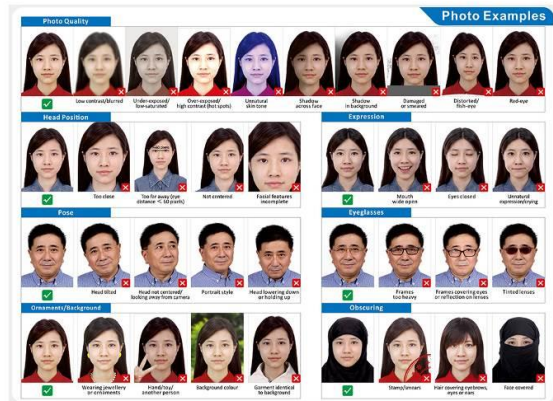 Photo Examples
Photo Quality
Low contrast/blurred
Under-exposed/
low-saturated
Over-exposed/
high contrast (hot spots)
Unnatural
skin tone
Shadow
across face
Shadow
in background
Damaged
or smeared
Distorted/
fish-eye
Red-eye
Head Position
Too close
Too far away (eye
distance < 60 pixels)
Not centered
Facial features
incomplete
Expression
Mouth
wide open
Eyes closed
Unnatural
expression/crying
Pose
Head tilted
Head not centered/
looking away from camera
Portrait style
Head lowering down
or holding up
Eyeglasses
Frames
too heavy
Frames covering eyes
or reflection on lenses
Tinted lenses
Ornaments/Background
Wearing jewellery
or ornaments
Hand/toy/
another person
Background colour
Garment identical
to background
Obscuring
Stamp/smears
Hair covering eyebrows,
eyes or ears
Face covered